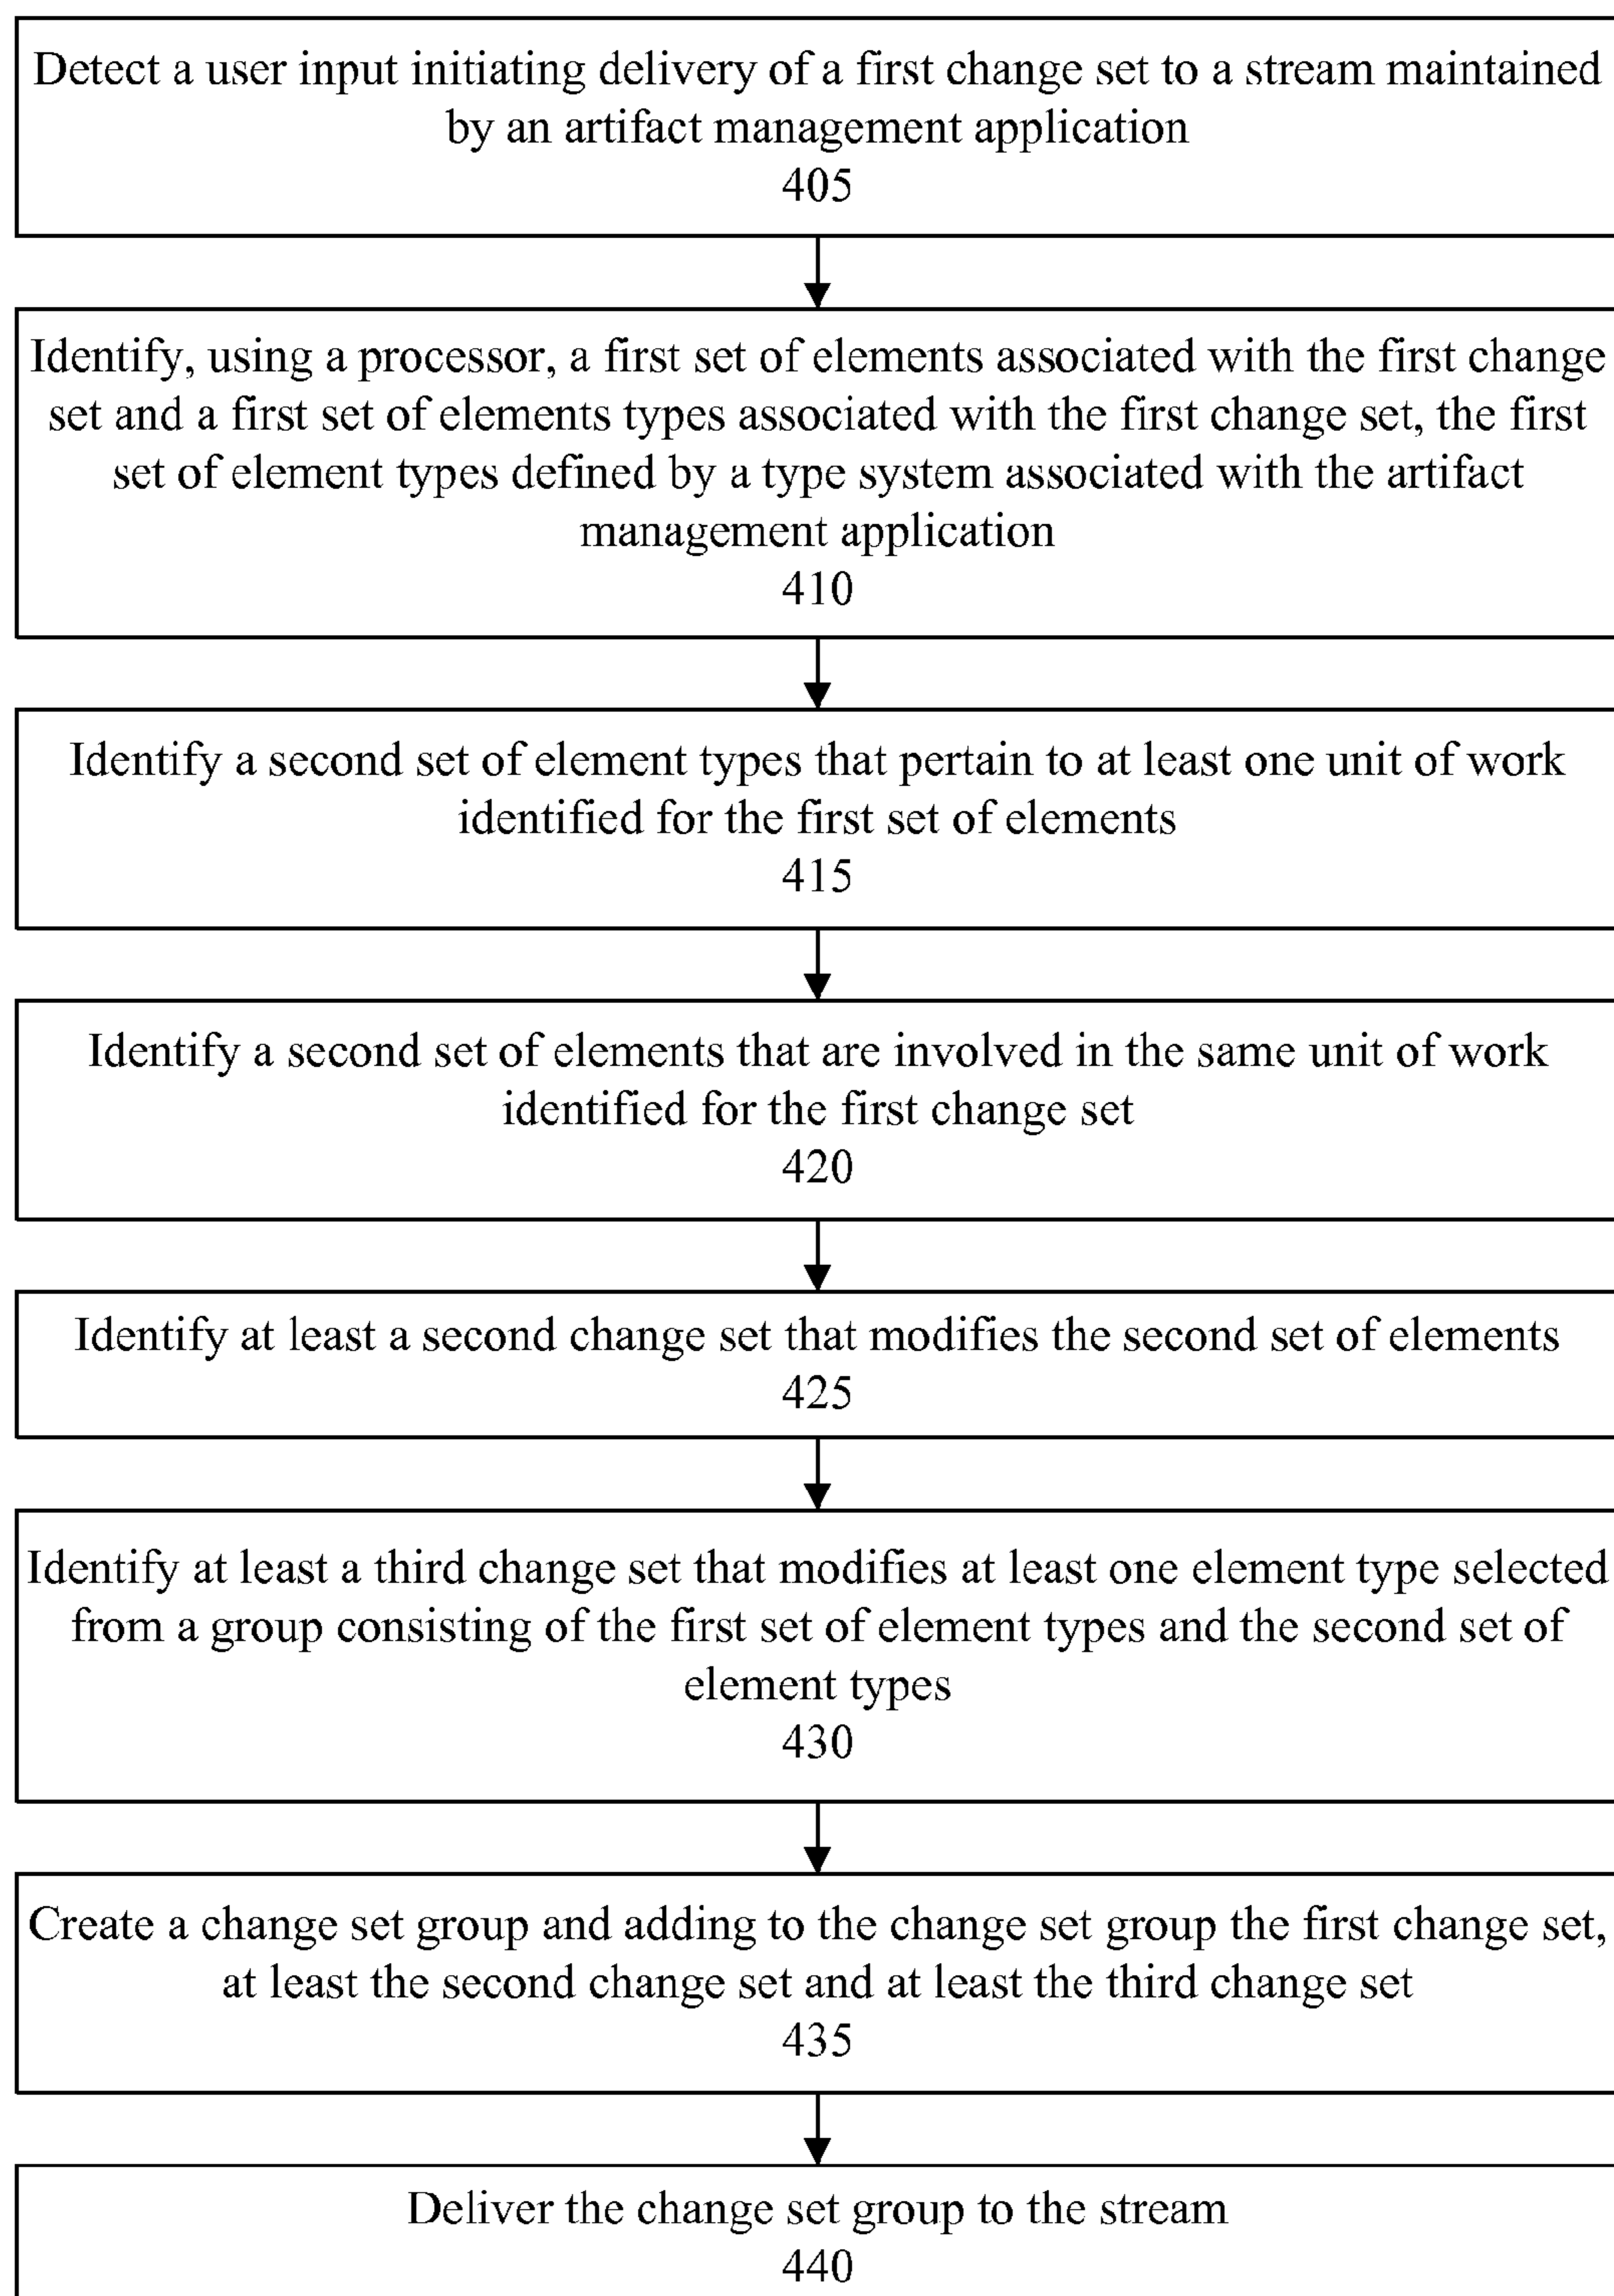 Detect a user input initiating delivery of a first change set to a stream maintained
by an artifact management application
405
Identify, using a processor, a first set of elements associated with the first change
set and a first set of elements types associated with the first change set, the first
set of element types defined by a type system associated with the artifact
management application
410
Identify a second set of element types that pertain to at least one unit of work
identified for the first set of elements
415
Identify a second set of elements that are involved in the same unit of work
identified for the first change set
420
Identify at least a second change set that modifies the second set of elements
425
Identify at least a third change set that modifies at least one element type selected
from a group consisting of the first set of element types and the second set of
element types
430
Create a change set group and adding to the change set group the first change set,
at least the second change set and at least the third change set
435
Deliver the change set group to the stream
440